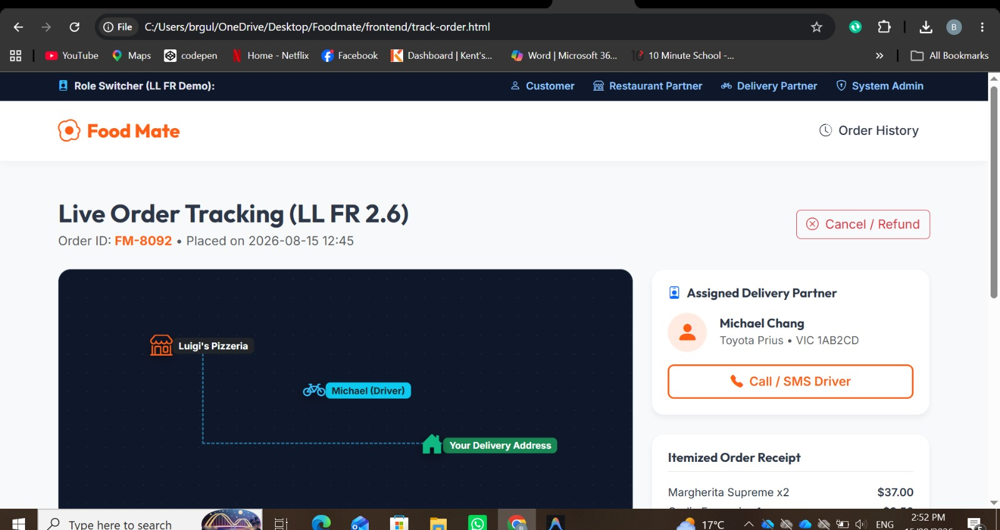 File C:/Users/brgul/OneDrive/Desktop/Foodmate/frontend/track-order.html B
YouTube Maps codepen Home - Netflix Facebook Dashboard | Kent's... Word | Microsoft 36... 10 Minute School -... » All Bookmarks
Role Switcher (LL FR Demo): Customer Restaurant Partner Delivery Partner System Admin
Food Mate Order History
Live Order Tracking (LL FR 2.6)
Cancel / Refund
Order ID: FM-8092 • Placed on 2026-08-15 12:45
Luigi's Pizzeria
Michael (Driver)
Your Delivery Address
Assigned Delivery Partner
Michael Chang
Toyota Prius • VIC 1AB2CD
Call / SMS Driver
Itemized Order Receipt
Margherita Supreme x2 $37.00
Type here to search 17°C ENG 2:52 PM